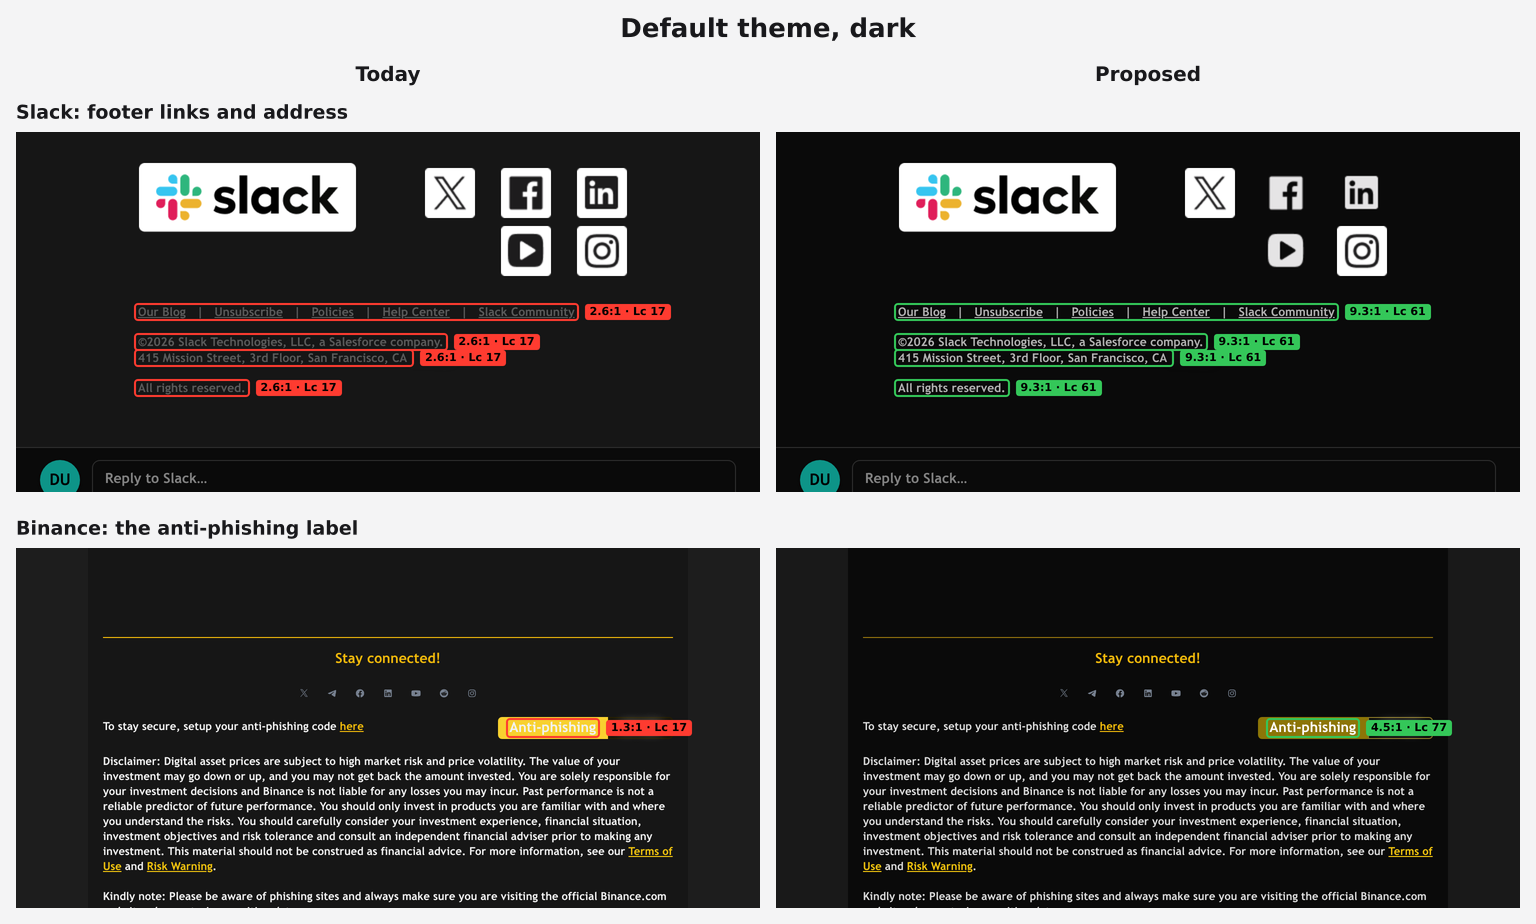 Default theme, dark
Today
Proposed
Slack: footer links and address
slack
slack
Our Blog | Unsubscribe | Policies | Help Center | Slack Community 2.6:1 · Lc 17
©2026 Slack Technologies, LLC, a Salesforce company. 2.6:1 · Lc 17
415 Mission Street, 3rd Floor, San Francisco, CA 2.6:1 · Lc 17
All rights reserved. 2.6:1 · Lc 17
DU Reply to Slack...
Our Blog | Unsubscribe | Policies | Help Center | Slack Community 9.3:1 · Lc 61
©2026 Slack Technologies, LLC, a Salesforce company. 9.3:1 · Lc 61
415 Mission Street, 3rd Floor, San Francisco, CA 9.3:1 · Lc 61
All rights reserved. 9.3:1 · Lc 61
DU Reply to Slack...
Binance: the anti-phishing label
Stay connected!
To stay secure, setup your anti-phishing code here Anti-phishing 1.3:1 · Lc 17
Disclaimer: Digital asset prices are subject to high market risk and price volatility. The value of your
investment may go down or up, and you may not get back the amount invested. You are solely responsible for
your investment decisions and Binance is not liable for any losses you may incur. Past performance is not a
reliable predictor of future performance. You should only invest in products you are familiar with and where
you understand the risks. You should carefully consider your investment experience, financial situation,
investment objectives and risk tolerance and consult an independent financial adviser prior to making any
investment. This material should not be construed as financial advice. For more information, see our Terms of
Use and Risk Warning.
Kindly note: Please be aware of phishing sites and always make sure you are visiting the official Binance.com
Stay connected!
To stay secure, setup your anti-phishing code here Anti-phishing 4.5:1 · Lc 77
Disclaimer: Digital asset prices are subject to high market risk and price volatility. The value of your
investment may go down or up, and you may not get back the amount invested. You are solely responsible for
your investment decisions and Binance is not liable for any losses you may incur. Past performance is not a
reliable predictor of future performance. You should only invest in products you are familiar with and where
you understand the risks. You should carefully consider your investment experience, financial situation,
investment objectives and risk tolerance and consult an independent financial adviser prior to making any
investment. This material should not be construed as financial advice. For more information, see our Terms of
Use and Risk Warning.
Kindly note: Please be aware of phishing sites and always make sure you are visiting the official Binance.com